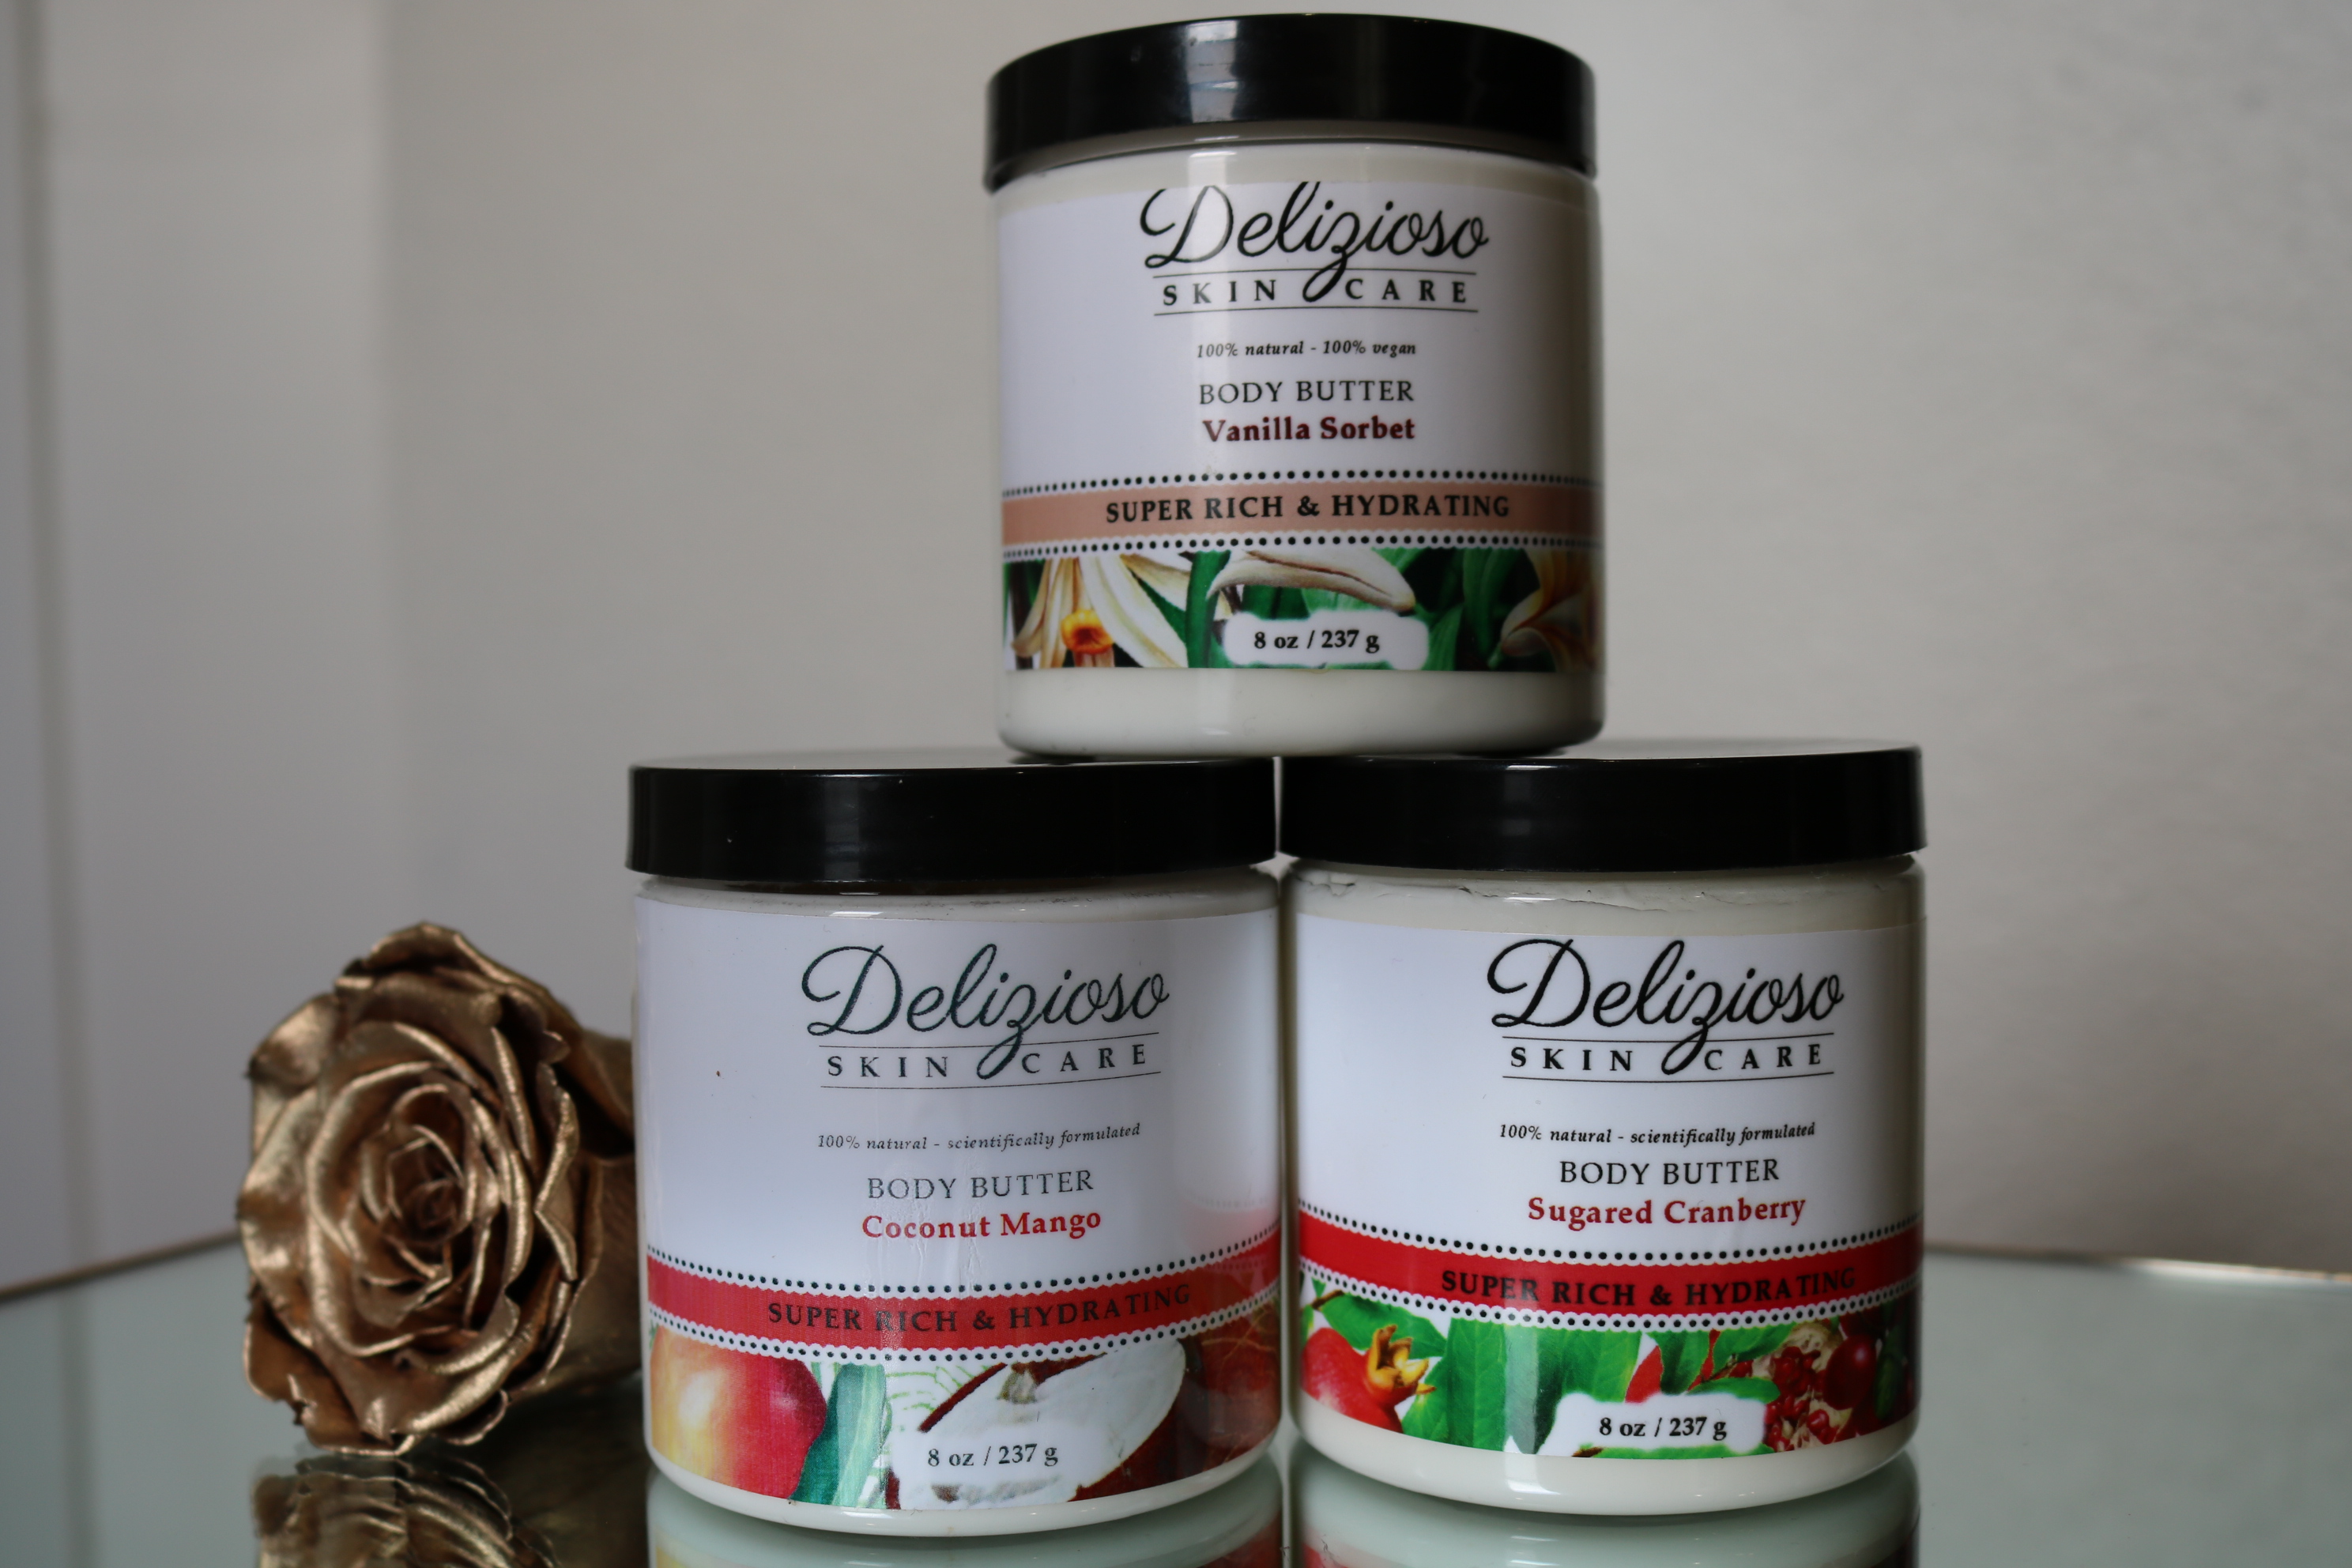 Delizioso
SKIN CARE
100% natural - 100% vegan
BODY BUTTER
Vanilla Sorbet
SUPER RICH & HYDRATING
8 oz / 237 g
Delizioso
SKIN CARE
100% natural - scientifically formulated
BODY BUTTER
Coconut Mango
SUPER RICH & HYDRATING
8 oz / 237 g
Delizioso
SKIN CARE
100% natural - scientifically formulated
BODY BUTTER
Sugared Cranberry
SUPER RICH & HYDRATING
8 oz / 237 g